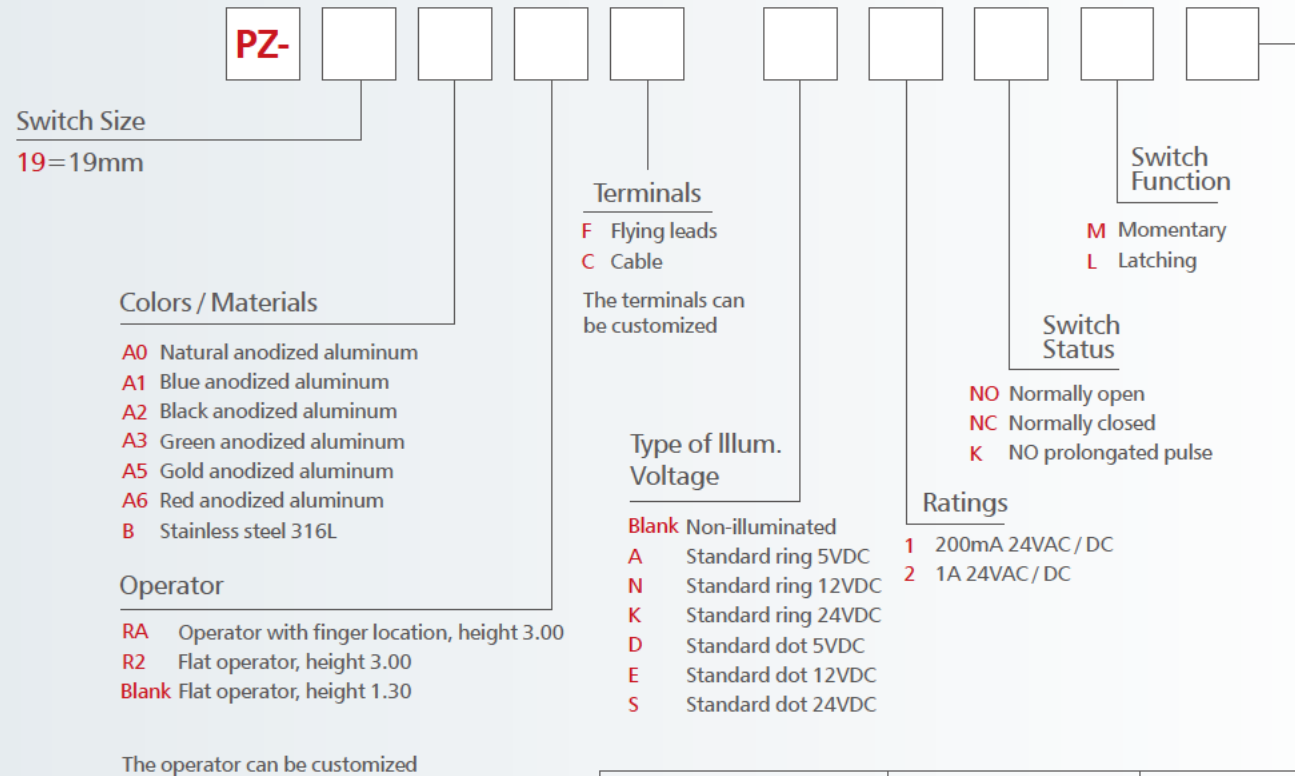 PZ-
Switch Size
19=19mm
Switch
Function
M Momentary
L Latching
Terminals
F Flying leads
C Cable
The terminals can
be customized
Colors / Materials
A0 Natural anodized aluminum
A1 Blue anodized aluminum
A2 Black anodized aluminum
A3 Green anodized aluminum
A5 Gold anodized aluminum
A6 Red anodized aluminum
B Stainless steel 316L
Switch
Status
NO Normally open
NC Normally closed
K NO prolongated pulse
Type of Illum.
Voltage
Blank Non-illuminated
A Standard ring 5VDC
N Standard ring 12VDC
K Standard ring 24VDC
D Standard dot 5VDC
E Standard dot 12VDC
S Standard dot 24VDC
Ratings
1 200mA 24VAC / DC
2 1A 24VAC / DC
Operator
RA Operator with finger location, height 3.00
R2 Flat operator, height 3.00
Blank Flat operator, height 1.30
The operator can be customized